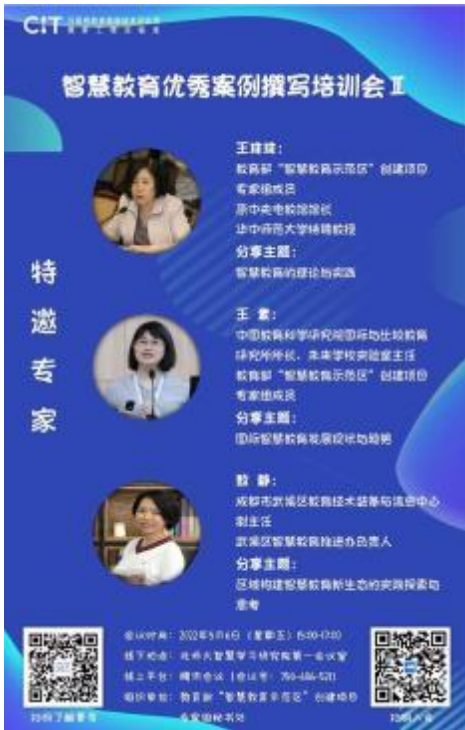 CIT
智慧教育优秀案例撰写培训会Ⅱ
特邀专家
教育部“智慧教育示范区”创建项目
专家组成员
原中央电教馆馆长
华中师范大学特聘教授
分享主题：
智慧教育的理论与实践
王 素：
中国教育科学研究院国际与比较教育
研究所所长、未来学校实验室主任
教育部“智慧教育示范区”创建项目
专家组成员
分享主题：
国际智慧教育发展现状与趋势
敖 静：
成都市武侯区教育技术装备与信息中心
副主任
武侯区智慧教育推进办负责人
分享主题：
区域构建智慧教育新生态的实践探索与
思考
会议时间：2022年5月6日（星期五）15:00-17:00
线下地点：北师大智慧学习研究院第一会议室
线上平台：腾讯会议
组织单位：教育部“智慧教育示范区”创建项目
专家组秘书处
扫码了解更多
扫码入会